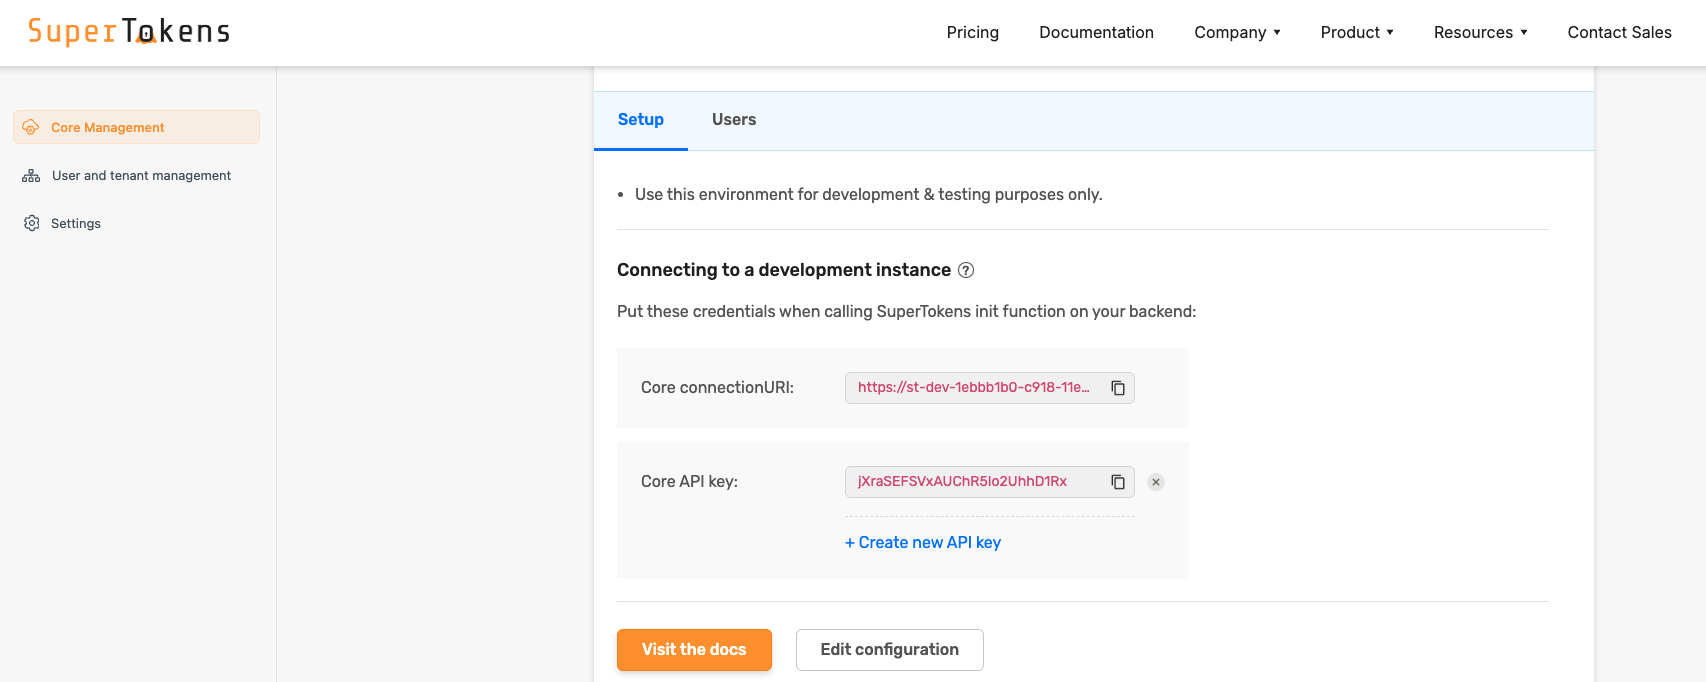 SuperTokens
Pricing
Documentation
Company
Product
Resources
Contact Sales
Core Management
User and tenant management
Settings
Setup
Users
• Use this environment for development & testing purposes only.
Connecting to a development instance ?
Put these credentials when calling SuperTokens init function on your backend:
Core connectionURI:
https://st-dev-1ebbb1b0-c918-11e...
Core API key:
jXraSEFSVxAUChR5lo2UhhD1Rx
+ Create new API key
Visit the docs
Edit configuration